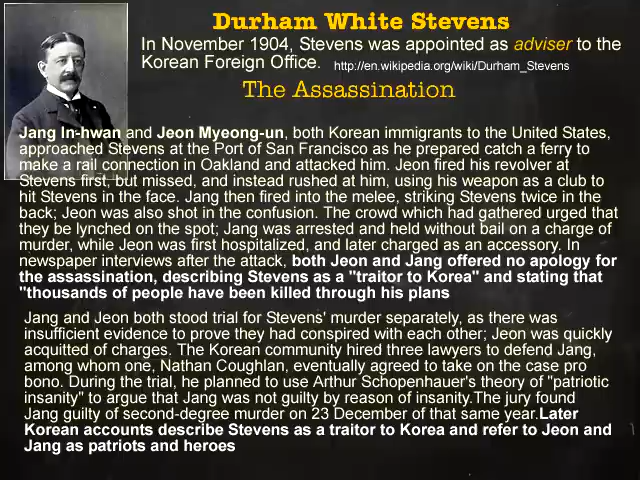 Durham White Stevens
In November 1904, Stevens was appointed as adviser to the
Korean Foreign Office. http://en.wikipedia.org/wiki/Durham_Stevens
The Assassination
Jang In-hwan and Jeon Myeong-un, both Korean immigrants to the United States,
approached Stevens at the Port of San Francisco as he prepared catch a ferry to
make a rail connection in Oakland and attacked him. Jeon fired his revolver at
Stevens first, but missed, and instead rushed at him, using his weapon as a club to
hit Stevens in the face. Jang then fired into the melee, striking Stevens twice in the
back; Jeon was also shot in the confusion. The crowd which had gathered urged that
they be lynched on the spot; Jang was arrested and held without bail on a charge of
murder, while Jeon was first hospitalized, and later charged as an accessory. In
newspaper interviews after the attack, both Jeon and Jang offered no apology for
the assassination, describing Stevens as a "traitor to Korea" and stating that
"thousands of people have been killed through his plans
Jang and Jeon both stood trial for Stevens' murder separately, as there was
insufficient evidence to prove they had conspired with each other; Jeon was quickly
acquitted of charges. The Korean community hired three lawyers to defend Jang,
among whom one, Nathan Coughlan, eventually agreed to take on the case pro
bono. During the trial, he planned to use Arthur Schopenhauer's theory of "patriotic
insanity" to argue that Jang was not guilty by reason of insanity.The jury found
Jang guilty of second-degree murder on 23 December of that same year.Later
Korean accounts describe Stevens as a traitor to Korea and refer to Jeon and
Jang as patriots and heroes